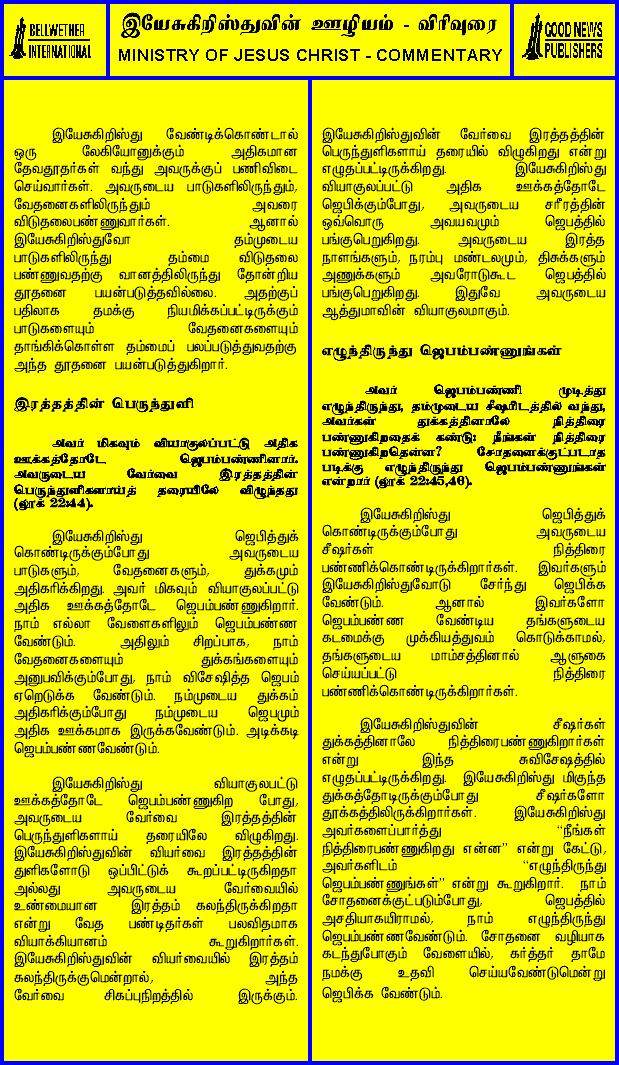 BELLWETHER
INTERNATIONAL
இயேசுகிறிஸ்துவின் ஊழியம் - விரிவுரை
MINISTRY OF JESUS CHRIST - COMMENTARY
GOOD NEWS
PUBLISHERS
இயேசுகிறிஸ்து வேண்டிக்கொண்டால்
ஒரு லேகியோனுக்கும் அதிகமான
தேவதூதர்கள் வந்து அவருக்குப் பணிவிடை
செய்வார்கள். அவருடைய பாடுகளிலிருந்தும்,
வேதனைகளிலிருந்தும் அவரை
விடுதலைபண்ணுவார்கள். ஆனால்
இயேசுகிறிஸ்துவோ தம்முடைய
பாடுகளிலிருந்து தம்மை விடுதலை
பண்ணுவதற்கு வானத்திலிருந்து தோன்றிய
தூதனை பயன்படுத்தவில்லை. அதற்குப்
பதிலாக தமக்கு நியமிக்கப்பட்டிருக்கும்
பாடுகளையும் வேதனைகளையும்
தாங்கிக்கொள்ள தம்மைப் பலப்படுத்துவதற்கு
அந்த தூதனை பயன்படுத்துகிறார்.
இரத்தத்தின் பெருந்துளி
அவர் மிகவும் வியாகுலப்பட்டு அதிக
ஊக்கத்தோடே ஜெபம்பண்ணினார்.
அவருடைய வேர்வை இரத்தத்தின்
பெருந்துளிகளாய்த் தரையிலே விழுந்தது
(லூக் 22:44).
இயேசுகிறிஸ்து ஜெபித்துக்
கொண்டிருக்கும்போது அவருடைய
பாடுகளும், வேதனைகளும், துக்கமும்
அதிகரிக்கிறது. அவர் மிகவும் வியாகுலப்பட்டு
அதிக ஊக்கத்தோடே ஜெபம்பண்ணுகிறார்.
நாம் எல்லா வேளைகளிலும் ஜெபம்பண்ண
வேண்டும். அதிலும் சிறப்பாக, நாம்
வேதனைகளையும் துக்கங்களையும்
அனுபவிக்கும்போது, நாம் விசேஷித்த ஜெபம்
ஏறெடுக்க வேண்டும். நம்முடைய துக்கம்
அதிகரிக்கும்போது நம்முடைய ஜெபமும்
அதிக ஊக்கமாக இருக்கவேண்டும். அடிக்கடி
ஜெபம்பண்ணவேண்டும்.
இயேசுகிறிஸ்து வியாகுலபட்டு
ஊக்கத்தோடே ஜெபம்பண்ணுகிற போது,
அவருடைய வேர்வை இரத்தத்தின்
பெருந்துளிகளாய் தரையிலே விழுகிறது.
இயேசுகிறிஸ்துவின் வியர்வை இரத்தத்தின்
துளிகளோடு ஒப்பிட்டுக் கூறப்பட்டிருகிறதா
அல்லது அவருடைய வேர்வையில்
உண்மையான இரத்தம் கலந்திருக்கிறதா
என்று வேத பண்டிதர்கள் பலவிதமாக
வியாக்கியானம் கூறுகிறார்கள்.
இயேசுகிறிஸ்துவின் வியர்வையில் இரத்தம்
கலந்திருக்குமென்றால், அந்த
வேர்வை சிகப்புநிறத்தில் இருக்கும்.
இயேசுகிறிஸ்துவின் வேர்வை இரத்தத்தின்
பெருந்துளிகளாய் தரையில் விழுகிறது என்று
எழுதப்பட்டிருக்கிறது. இயேசுகிறிஸ்து
வியாகுலப்பட்டு அதிக ஊக்கத்தோடே
ஜெபிக்கும்போது, அவருடைய சரீரத்தின்
ஒவ்வொரு அவயவமும் ஜெபத்தில்
பங்குபெறுகிறது. அவருடைய இரத்த
நாளங்களும், நரம்பு மண்டலமும், திசுக்களும்
அணுக்களும் அவரோடுகூட ஜெபத்தில்
பங்குபெறுகிறது. இதுவே அவருடைய
ஆத்துமாவின் வியாகுலமாகும்.
எழுந்திருந்து ஜெபம்பண்ணுங்கள்
அவர் ஜெபம்பண்ணி முடித்து
எழுந்திருந்து, தம்முடைய சீஷரிடத்தில் வந்து,
அவர்கள் துக்கத்தினாலே நித்திரை
பண்ணுகிறதைக் கண்டு: நீங்கள் நித்திரை
பண்ணுகிறதென்ன? சோதனைக்குட்படாத
படிக்கு எழுந்திருந்து ஜெபம்பண்ணுங்கள்
என்றார் (லூக் 22:45,46).
இயேசுகிறிஸ்து ஜெபித்துக்
கொண்டிருக்கும்போது அவருடைய
சீஷர்கள் நித்திரை
பண்ணிக்கொண்டிருக்கிறார்கள். இவர்களும்
இயேசுகிறிஸ்துவோடு சேர்ந்து ஜெபிக்க
வேண்டும். ஆனால் இவர்களோ
ஜெபம்பண்ண வேண்டிய தங்களுடைய
கடமைக்கு முக்கியத்துவம் கொடுக்காமல்,
தங்களுடைய மாம்சத்தினால் ஆளுகை
செய்யப்பட்டு நித்திரை
பண்ணிக்கொண்டிருக்கிறார்கள்.
இயேசுகிறிஸ்துவின் சீஷர்கள்
துக்கத்தினாலே நித்திரைபண்ணுகிறார்கள்
என்று இந்த சுவிசேஷத்தில்
எழுதப்பட்டிருக்கிறது. இயேசுகிறிஸ்து மிகுந்த
துக்கத்தோடிருக்கும்போது சீஷர்களோ
தூக்கத்திலிருக்கிறார்கள். இயேசுகிறிஸ்து
அவர்களைப்பார்த்து “நீங்கள்
நித்திரைபண்ணுகிறது என்ன” என்று கேட்டு,
அவர்களிடம் “எழுந்திருந்து
ஜெபம்பண்ணுங்கள்” என்று கூறுகிறார். நாம்
சோதனைக்குட்படும்போது, ஜெபத்தில்
அசதியாகயிராமல், நாம் எழுந்திருந்து
ஜெபம்பண்ணவேண்டும். சோதனை வழியாக
கடந்துபோகும் வேளையில், கர்த்தர் தாமே
நமக்கு உதவி செய்யவேண்டுமென்று
ஜெபிக்க வேண்டும்.